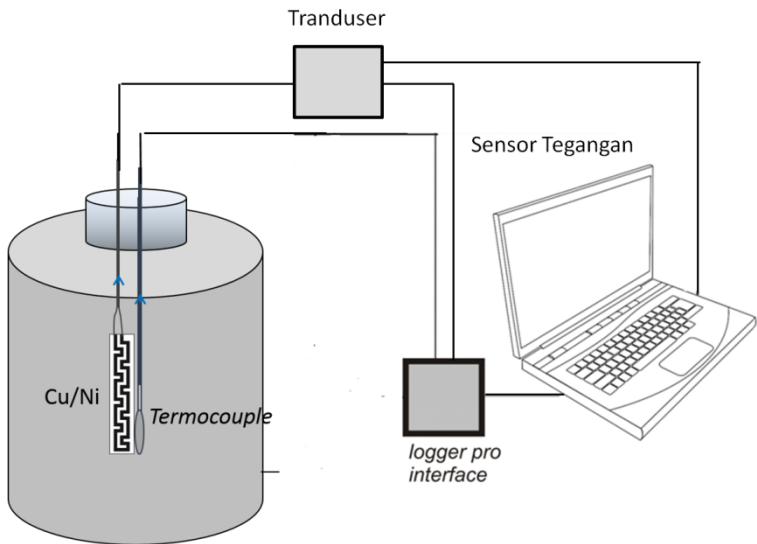 Tranduser
Sensor Tegangan
Cu/Ni
Termocouple
logger pro
interface